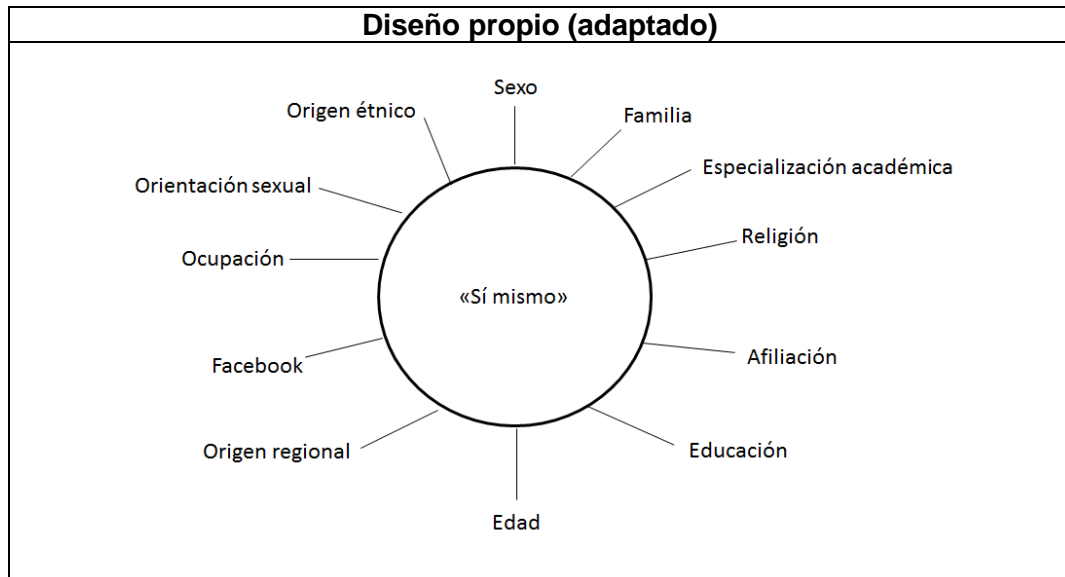 Diseño propio (adaptado)
Sexo
Origen étnico
Familia
Especialización académica
Orientación sexual
Religión
Ocupación
«Sí mismo»
Facebook
Afiliación
Origen regional
Educación
Edad